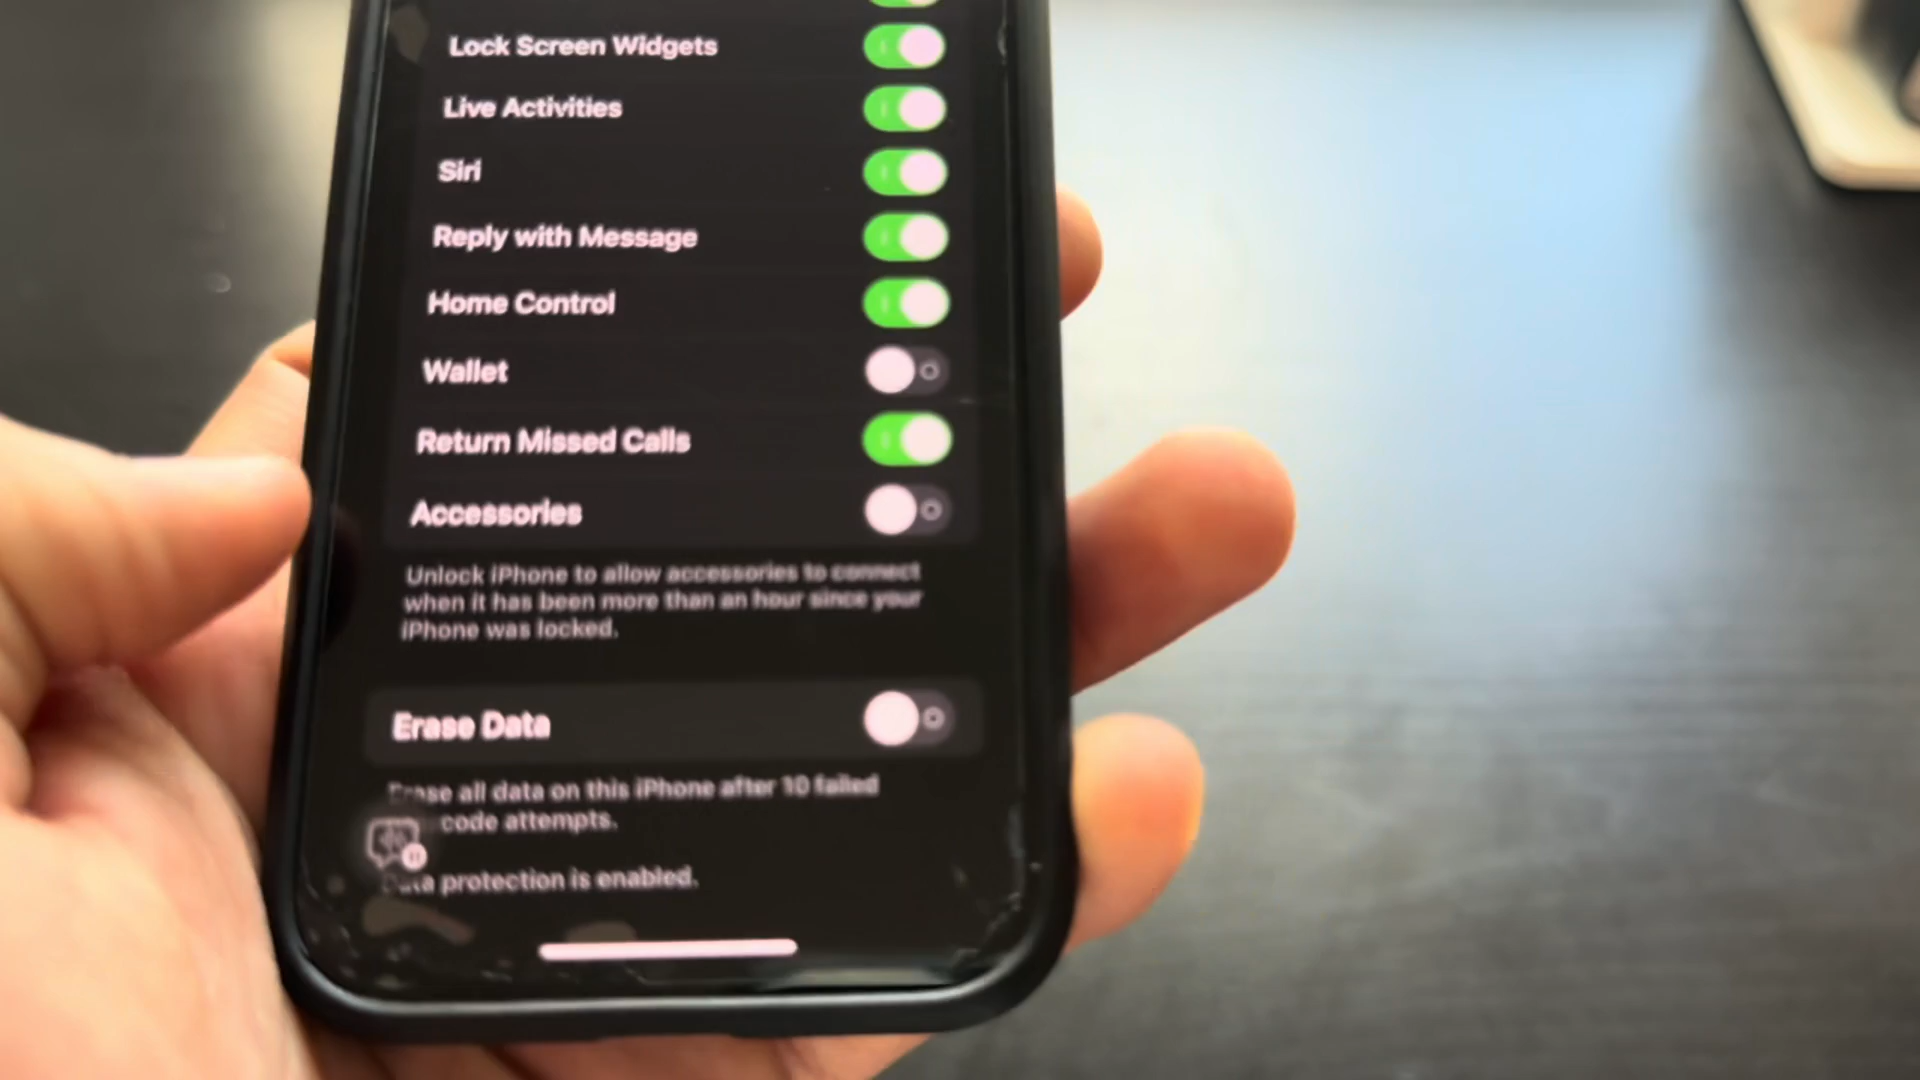 Lock Screen Widgets
Live Activities
Siri
Reply with Message
Home Control
Wallet
Return Missed Calls
Accessories
Unlock iPhone to allow accessories to connect
when it has been more than an hour since your
iPhone was locked.
Erase Data
Erase all data on this iPhone after 10 failed
code attempts.
Data protection is enabled.